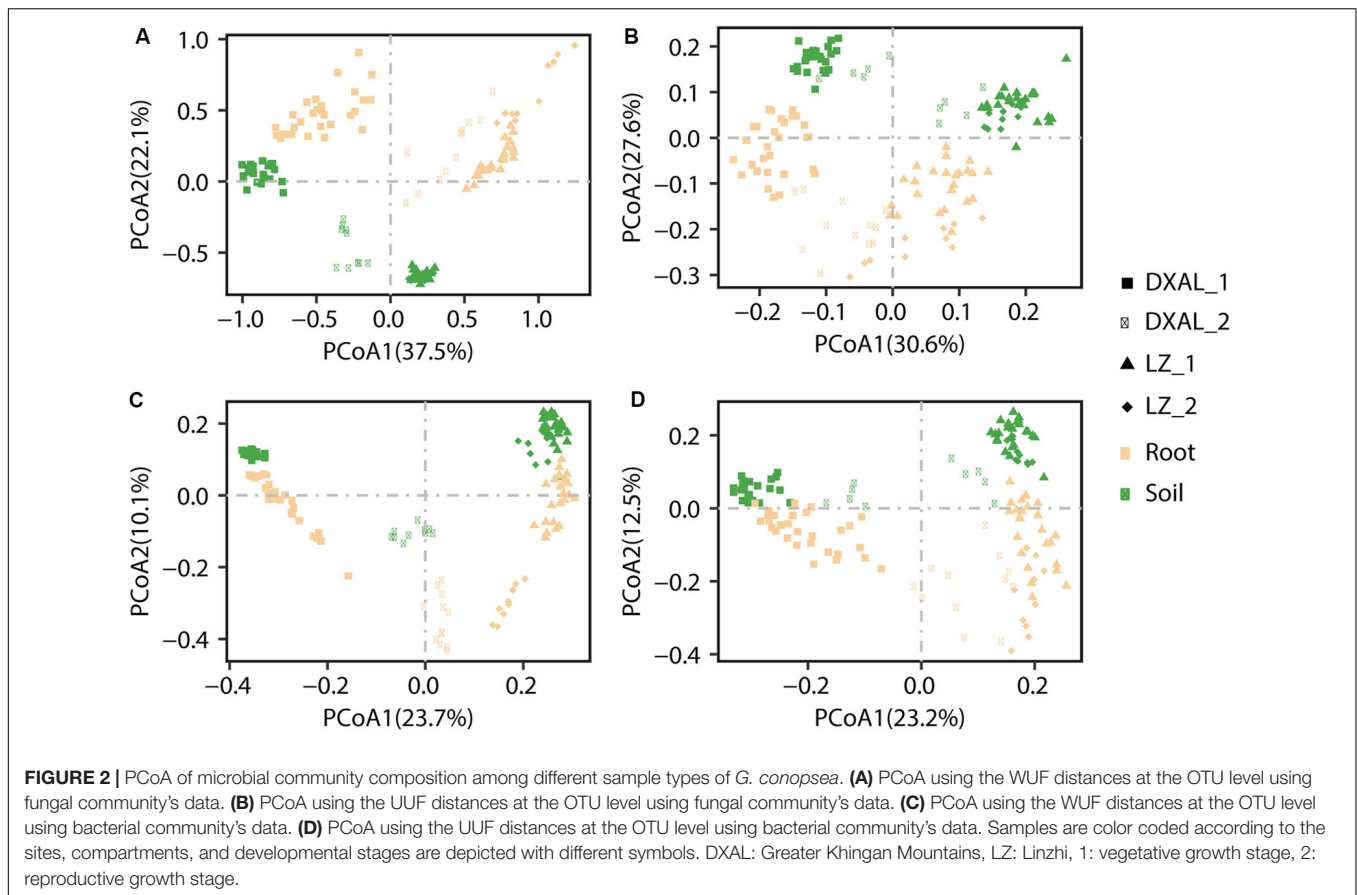 A
1.0
0.5
0.0
−0.5
PCoA2(22.1%)
−1.0 −0.5 0.0 0.5 1.0
PCoA1(37.5%)
B
0.2
0.1
0.0
−0.1
−0.2
−0.3
PCoA2(27.6%)
−0.2 −0.1 0.0 0.1 0.2
PCoA1(30.6%)
C
0.2
0.0
−0.2
−0.4
PCoA2(10.1%)
−0.4 −0.2 0.0 0.2
PCoA1(23.7%)
D
0.2
0.0
−0.2
−0.4
PCoA2(12.5%)
−0.2 0.0 0.2
PCoA1(23.2%)
DXAL_1
DXAL_2
LZ_1
LZ_2
Root
Soil
FIGURE 2 | PCoA of microbial community composition among different sample types of G. conopsea. (A) PCoA using the WUF distances at the OTU level using
fungal community's data. (B) PCoA using the UUF distances at the OTU level using fungal community's data. (C) PCoA using the WUF distances at the OTU level
using bacterial community's data. (D) PCoA using the UUF distances at the OTU level using bacterial community's data. Samples are color coded according to the
sites, compartments, and developmental stages are depicted with different symbols. DXAL: Greater Khingan Mountains, LZ: Linzhi, 1: vegetative growth stage, 2:
reproductive growth stage.